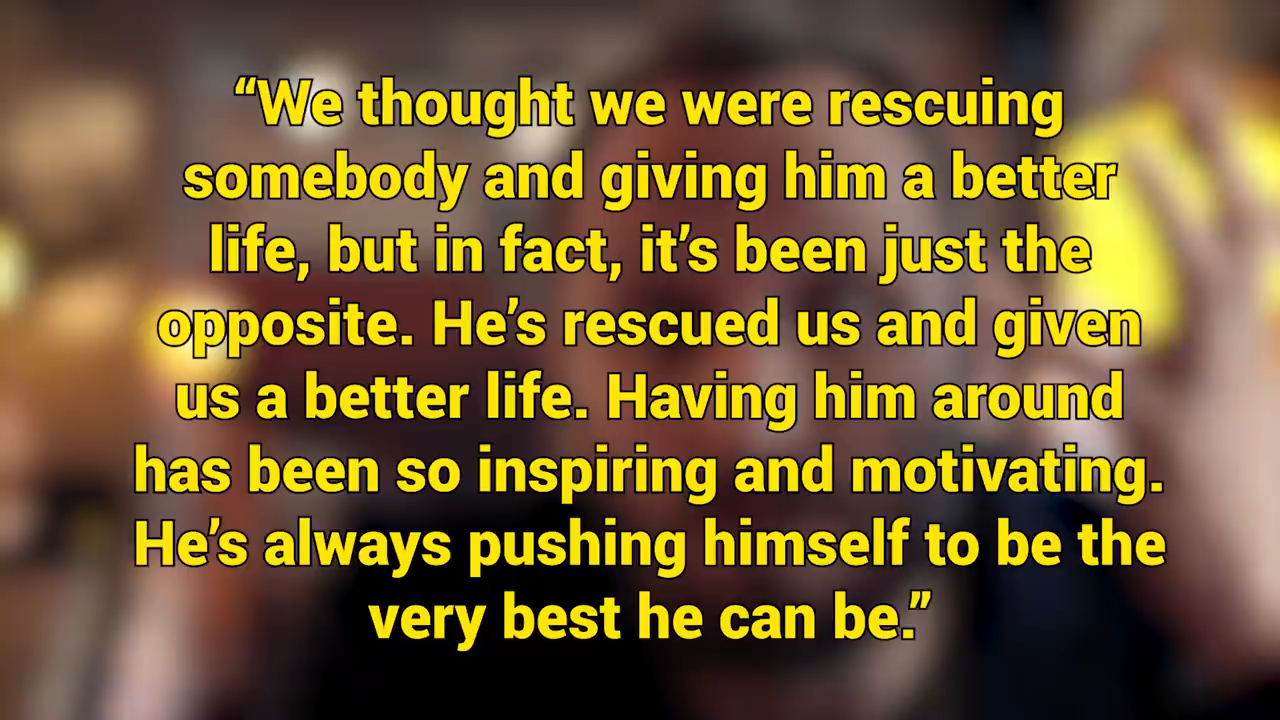 “We thought we were rescuing
somebody and giving him a better
life, but in fact, it’s been just the
opposite. He’s rescued us and given
us a better life. Having him around
has been so inspiring and motivating.
He’s always pushing himself to be the
very best he can be.”